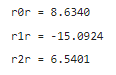 r0r = 8.6340
r1r = -15.0924
r2r = 6.5401